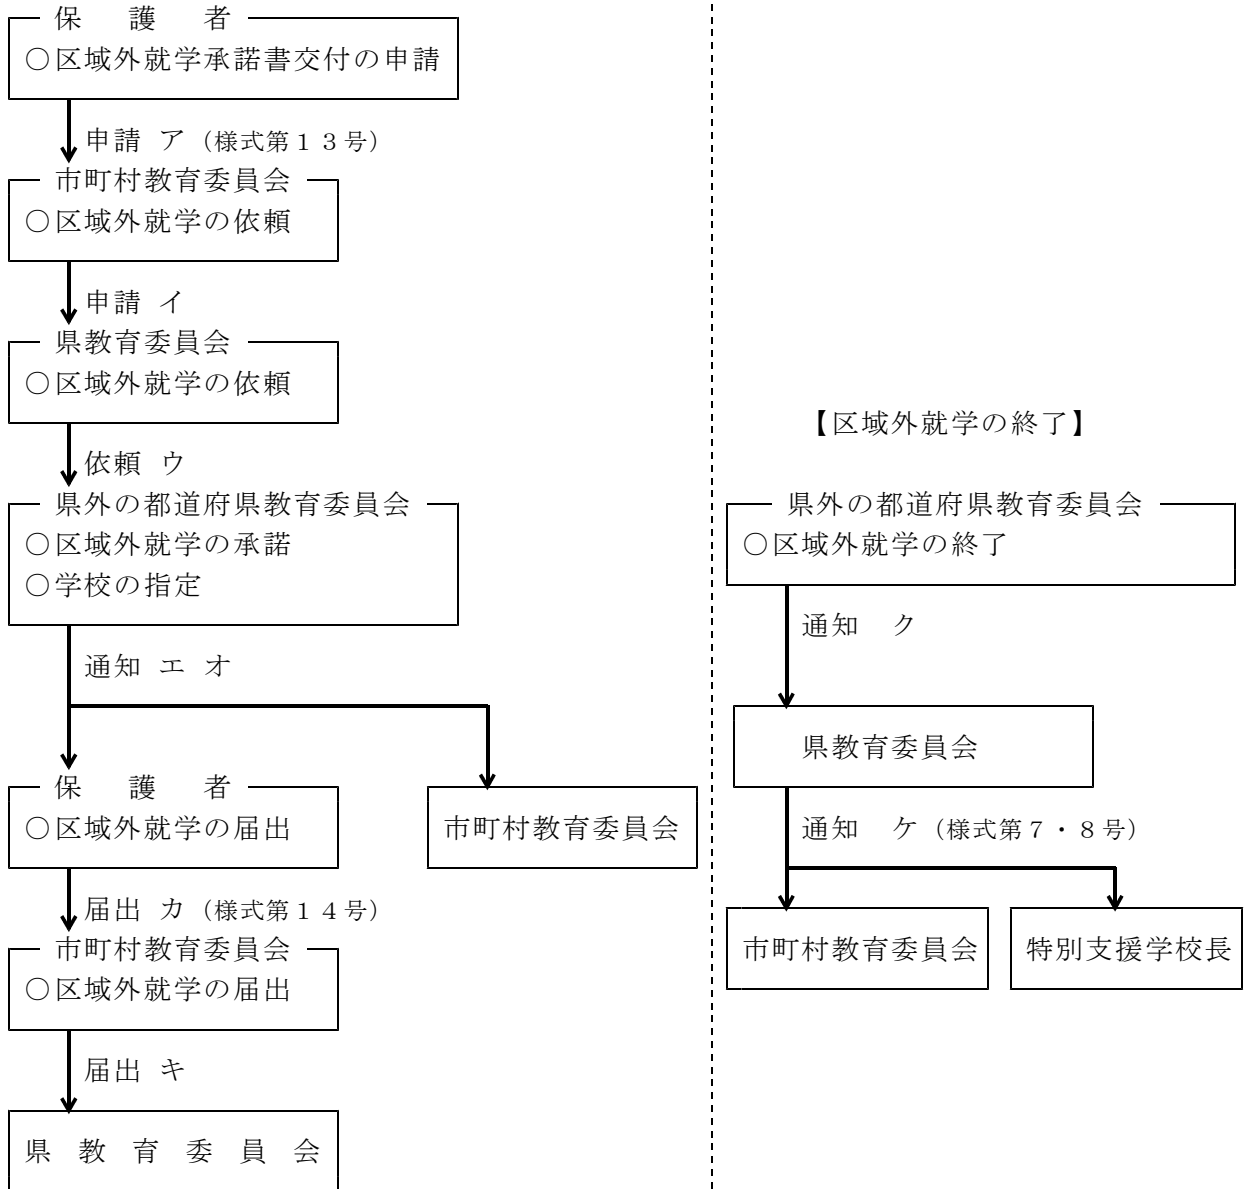 保　護　者
○区域外就学承諾書交付の申請
申請 ア（様式第１３号）
市町村教育委員会
○区域外就学の依頼
申請 イ
県教育委員会
○区域外就学の依頼
依頼 ウ
県外の都道府県教育委員会
○区域外就学の承諾
○学校の指定
通知 エ オ
保　護　者
○区域外就学の届出
市町村教育委員会
届出 カ（様式第１４号）
市町村教育委員会
○区域外就学の届出
届出 キ
県 教 育 委 員 会
【区域外就学の終了】
県外の都道府県教育委員会
○区域外就学の終了
通知　ク
県教育委員会
通知　ケ（様式第７・８号）
市町村教育委員会
特別支援学校長